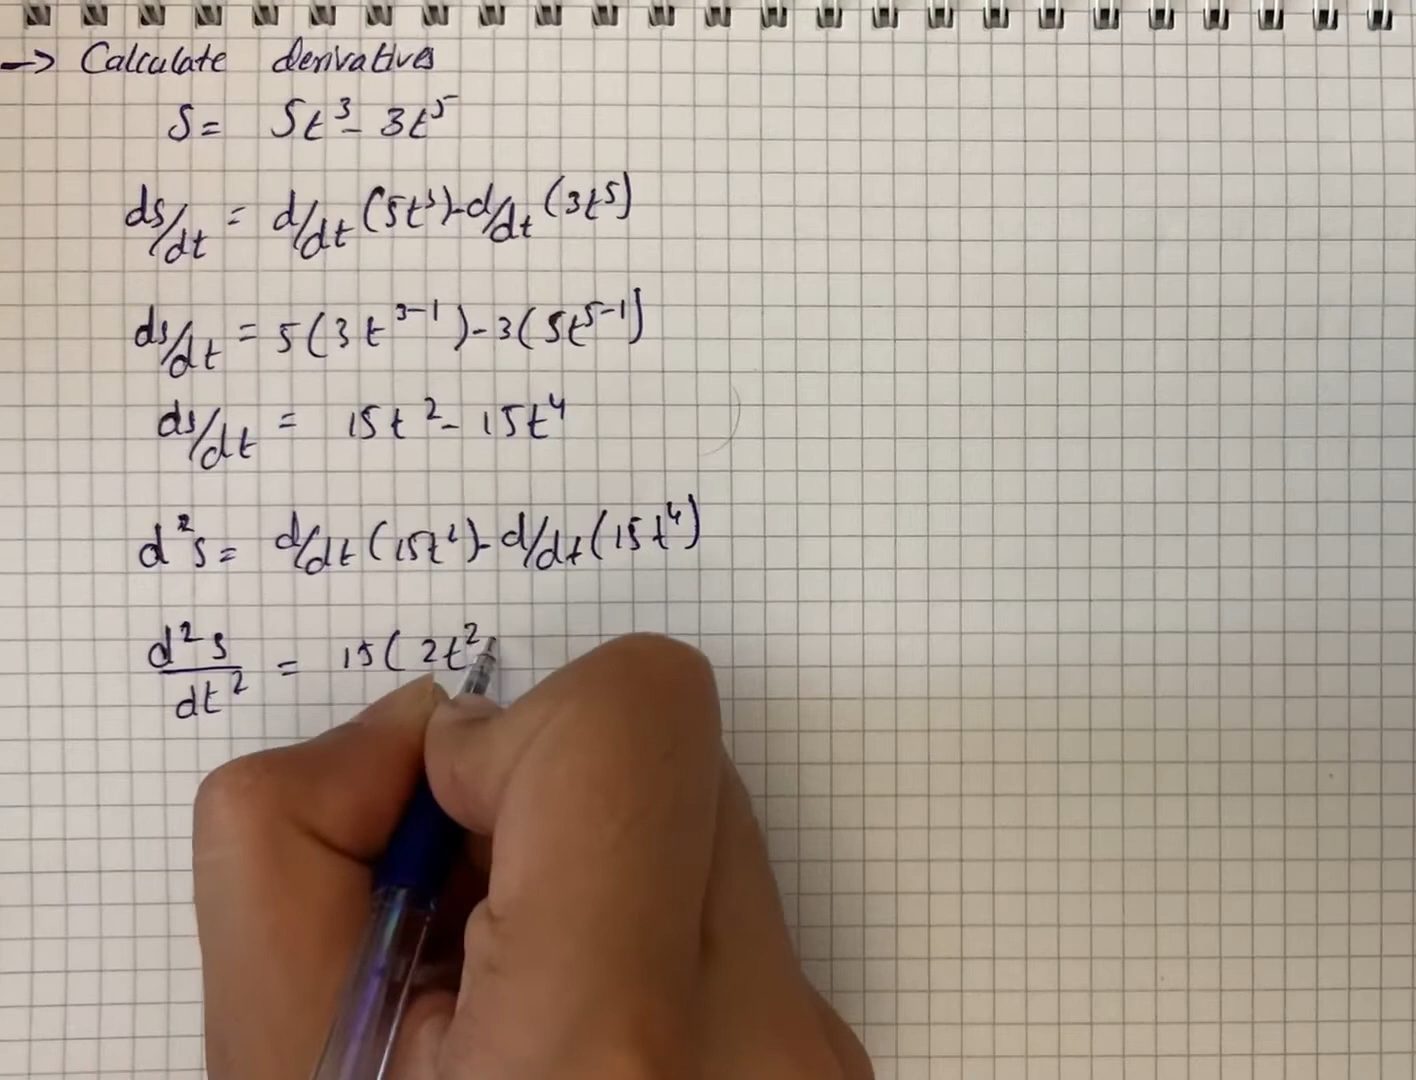 → Calculate derivatives
S = 5t³ - 3t⁵
ds/dt = d/dt (5t³) - d/dt (3t⁵)
ds/dt = 5(3t³⁻¹) - 3(5t⁵⁻¹)
ds/dt = 15t² - 15t⁴
d²s = d/dt (15t²) - d/dt (15t⁴)
d²s/dt² = 15(2t²